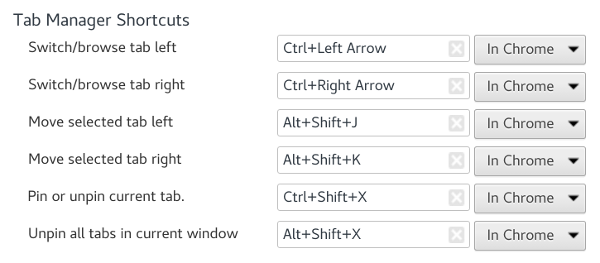 Tab Manager Shortcuts
Switch/browse tab left Ctrl+Left Arrow In Chrome
Switch/browse tab right Ctrl+Right Arrow In Chrome
Move selected tab left Alt+Shift+J In Chrome
Move selected tab right Alt+Shift+K In Chrome
Pin or unpin current tab. Ctrl+Shift+X In Chrome
Unpin all tabs in current window Alt+Shift+X In Chrome